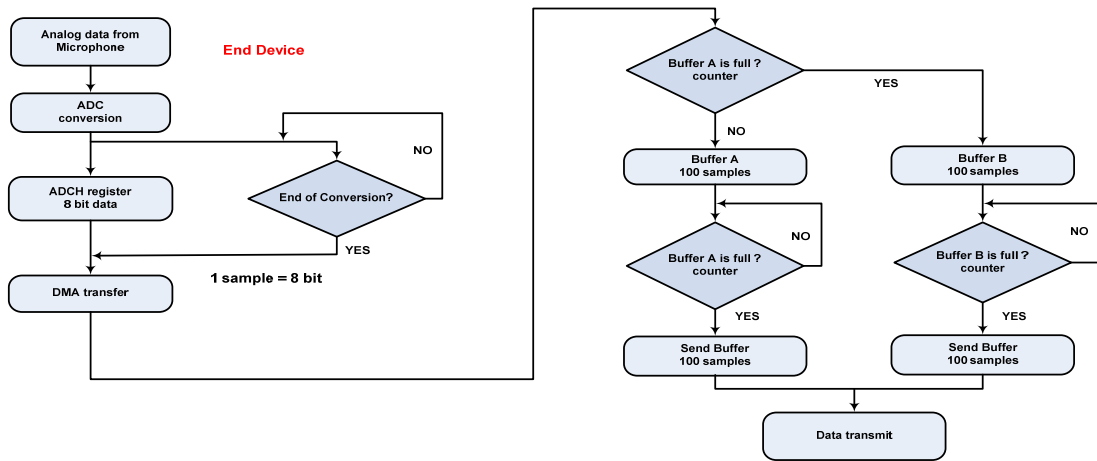 Analog data from
Microphone
End Device
ADC
conversion
NO
ADCH register
8 bit data
End of Conversion?
YES
1 sample = 8 bit
DMA transfer
Buffer A is full ?
counter
YES
NO
Buffer A
100 samples
Buffer B
100 samples
NO
Buffer A is full ?
counter
NO
Buffer B is full ?
counter
YES
YES
Send Buffer
100 samples
Send Buffer
100 samples
Data transmit